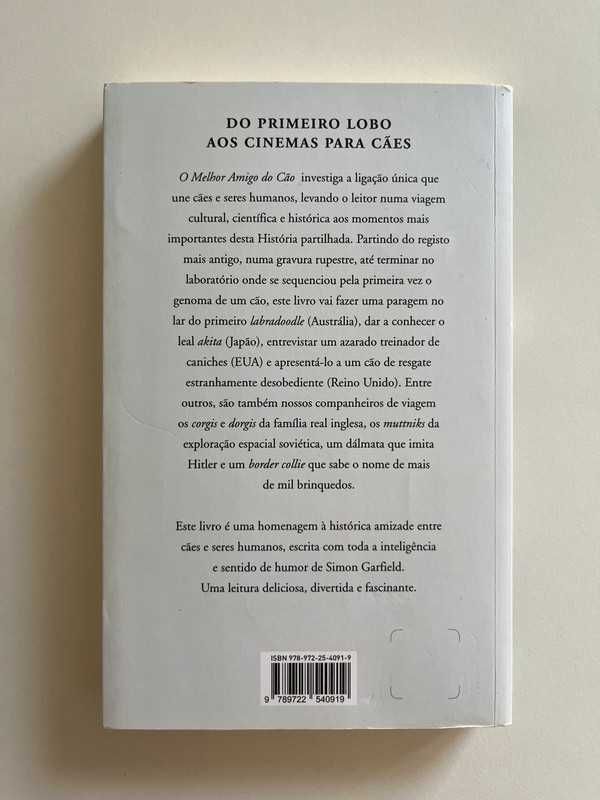 DO PRIMEIRO LOBO
AOS CINEMAS PARA CÃES
O Melhor Amigo do Cão investiga a ligação única que
une cães e seres humanos, levando o leitor numa viagem
cultural, científica e histórica aos momentos mais
importantes desta História partilhada. Partindo do registo
mais antigo, numa gravura rupestre, até terminar no
laboratório onde se sequenciou pela primeira vez o
genoma de um cão, este livro vai fazer uma paragem no
lar do primeiro labradoodle (Austrália), dar a conhecer o
leal akita (Japão), entrevistar um azarado treinador de
caniches (EUA) e apresentá-lo a um cão de resgate
estranhamente desobediente (Reino Unido). Entre
outros, são também nossos companheiros de viagem
os corgis e dorgis da família real inglesa, os muttniks da
exploração espacial soviética, um dálmata que imita
Hitler e um border collie que sabe o nome de mais
de mil brinquedos.
Este livro é uma homenagem à histórica amizade entre
cães e seres humanos, escrita com toda a inteligência
e sentido de humor de Simon Garfield.
Uma leitura deliciosa, divertida e fascinante.
ISBN 978-972-25-4091-9
9 789722 540919